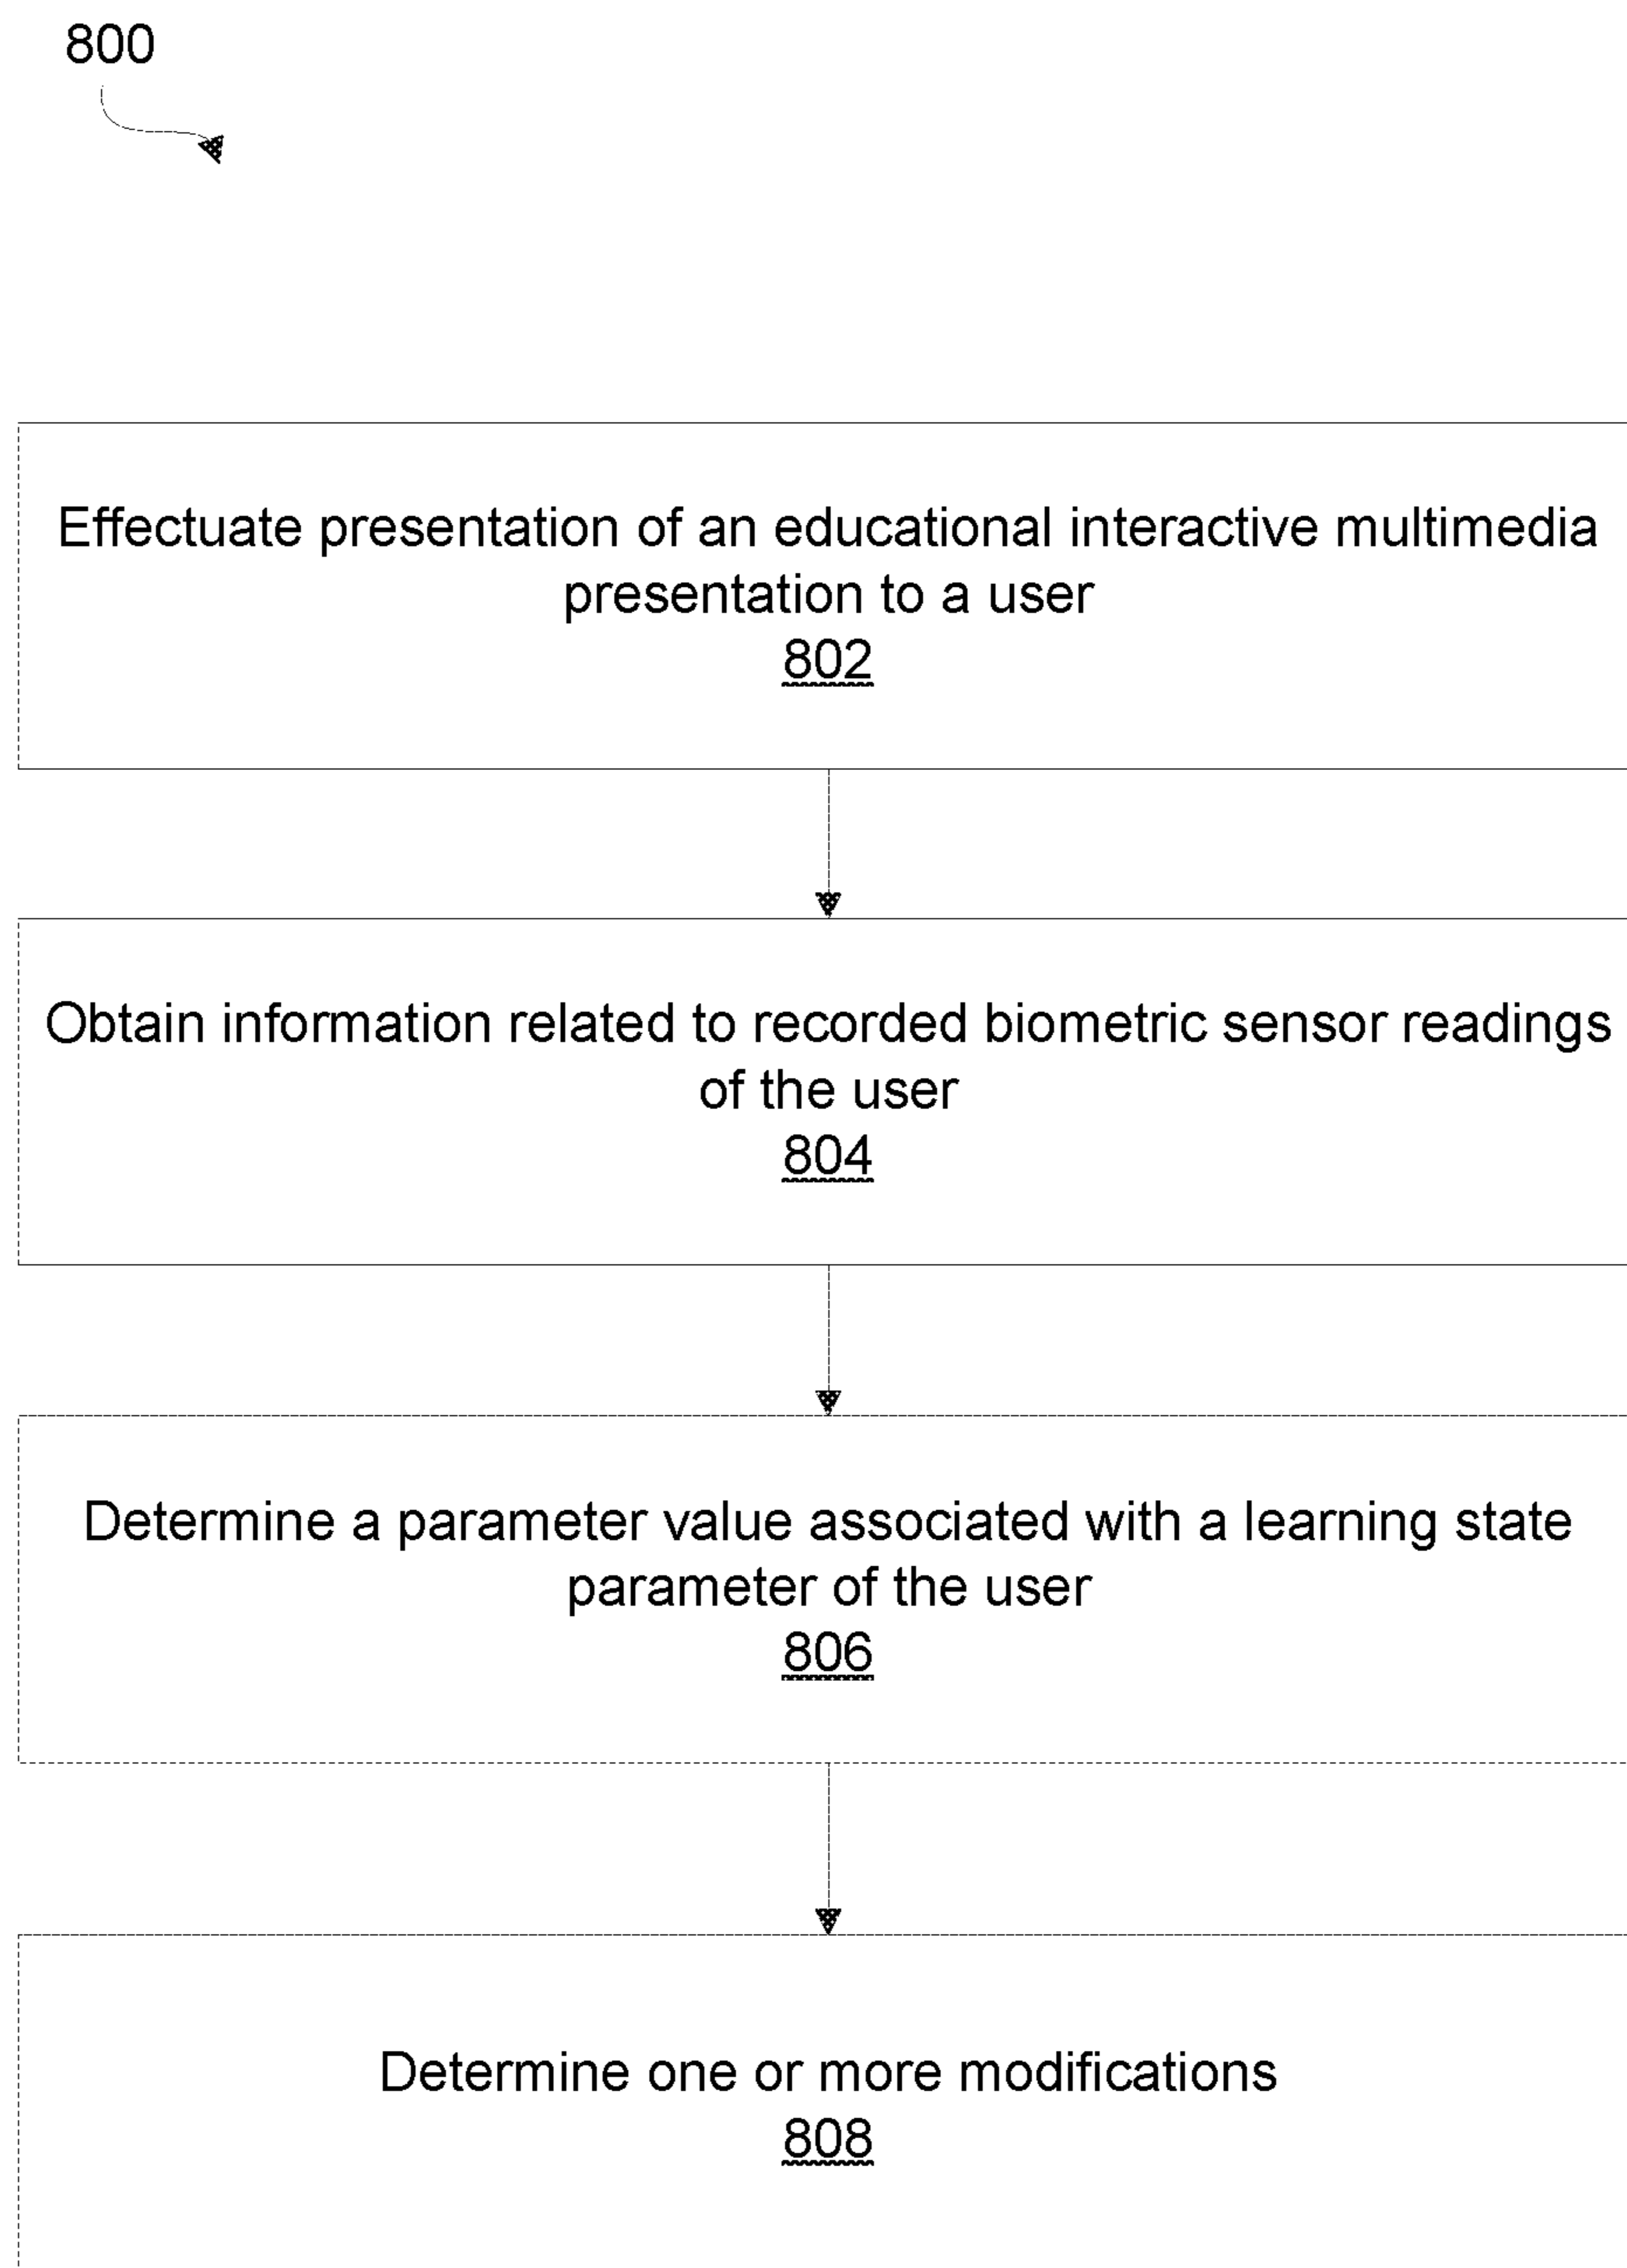 800
Effectuate presentation of an educational interactive multimedia
presentation to a user
802
Obtain information related to recorded biometric sensor readings
of the user
804
Determine a parameter value associated with a learning state
parameter of the user
806
Determine one or more modifications
808